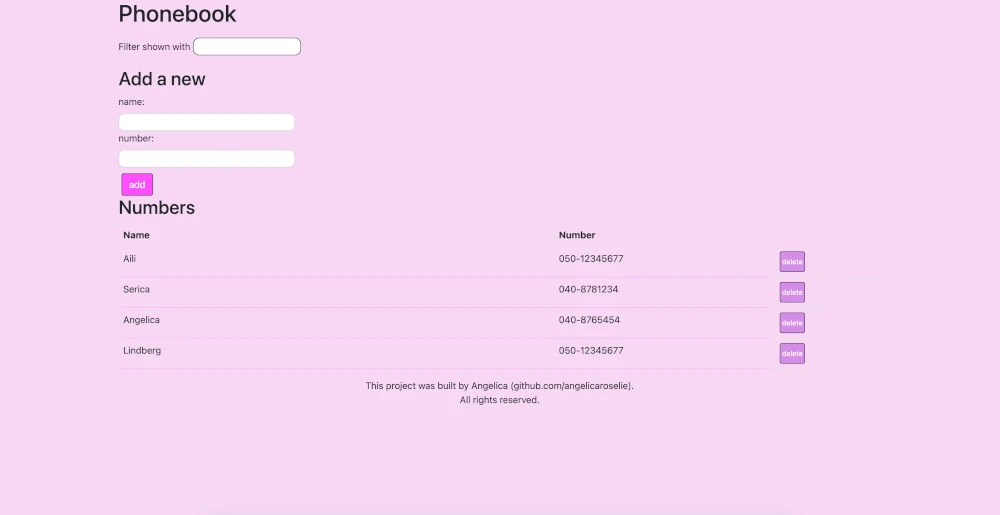 Phonebook
Filter shown with
Add a new
name:
number:
add
Numbers
Name Number
Aili 050-12345677 delete
Serica 040-8781234 delete
Angelica 040-8765454 delete
Lindberg 050-12345677 delete
This project was built by Angelica (github.com/angelicaroselie).
All rights reserved.